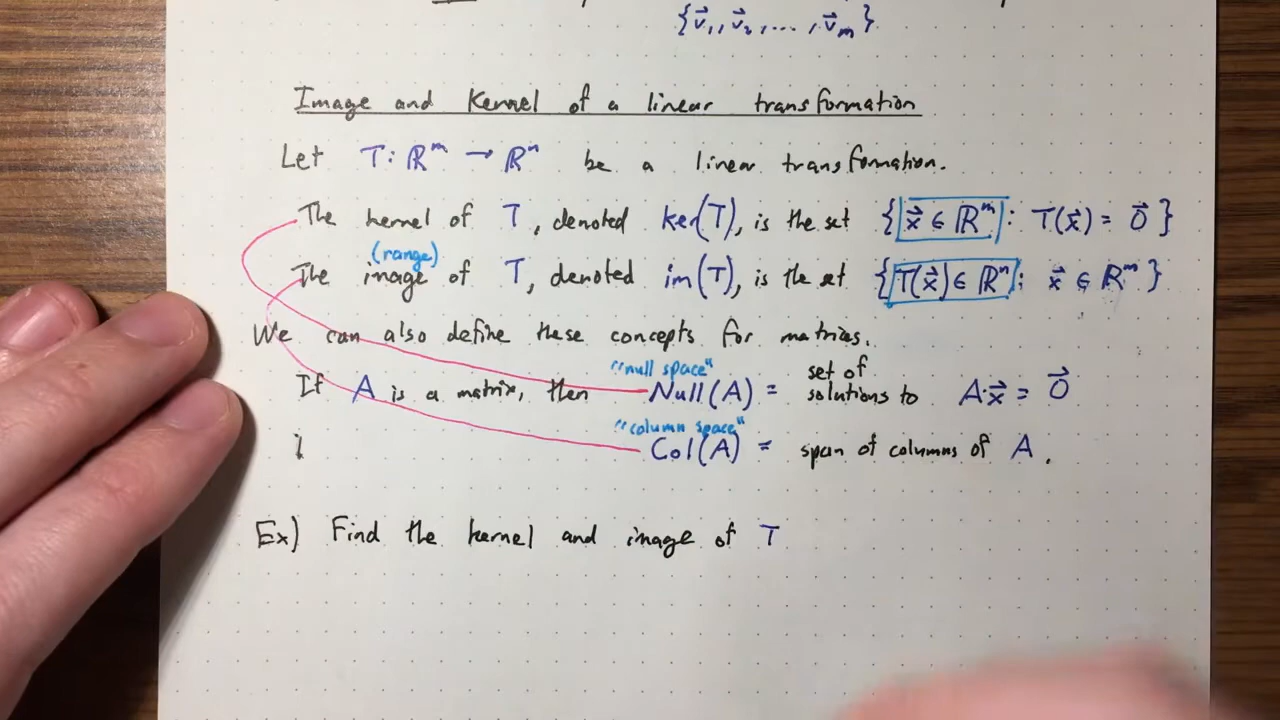 {v⃗₁, v⃗₂, ..., v⃗ₘ}
Image and Kernel of a linear transformation
Let T: ℝᵐ → ℝⁿ be a linear transformation.
The kernel of T, denoted ker(T), is the set {x⃗ ∈ ℝᵐ : T(x⃗) = 0⃗}
(range)
The image of T, denoted im(T), is the set {T(x⃗) ∈ ℝⁿ : x⃗ ∈ ℝᵐ}
We can also define these concepts for matrices.
"null space"
If A is a matrix, then Null(A) = set of solutions to A·x⃗ = 0⃗
"column space"
Col(A) = span of columns of A.
Ex) Find the kernel and image of T